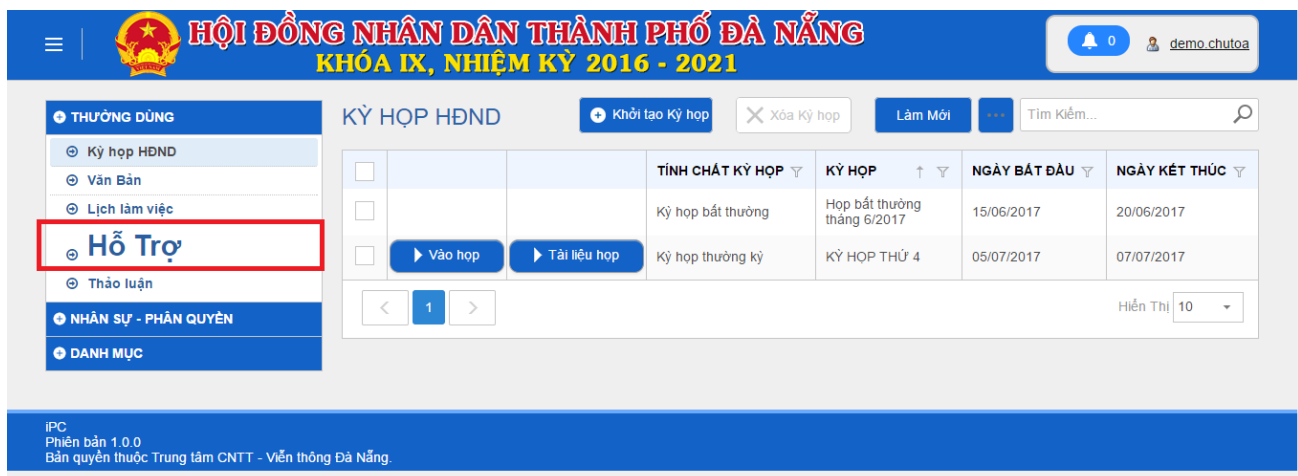 HỘI ĐỒNG NHÂN DÂN THÀNH PHỐ ĐÀ NẴNG
KHÓA IX, NHIỆM KỲ 2016 - 2021
0 demo.chutoa
THƯỜNG DÙNG
Kỳ họp HĐND
Văn Bản
Lịch làm việc
Hỗ Trợ
Thảo luận
NHÂN SỰ - PHÂN QUYỀN
DANH MỤC
KỲ HỌP HĐND
Khởi tạo Kỳ họp Xóa Kỳ họp Làm Mới ... Tìm Kiếm...
TÍNH CHẤT KỲ HỌP KỲ HỌP ↑ NGÀY BẮT ĐẦU NGÀY KẾT THÚC
Kỳ họp bất thường Họp bất thường tháng 6/2017 15/06/2017 20/06/2017
Vào họp Tài liệu họp Kỳ họp thường kỳ KỲ HỌP THỨ 4 05/07/2017 07/07/2017
< 1 > Hiển Thị 10
iPC
Phiên bản 1.0.0
Bản quyền thuộc Trung tâm CNTT - Viễn thông Đà Nẵng.